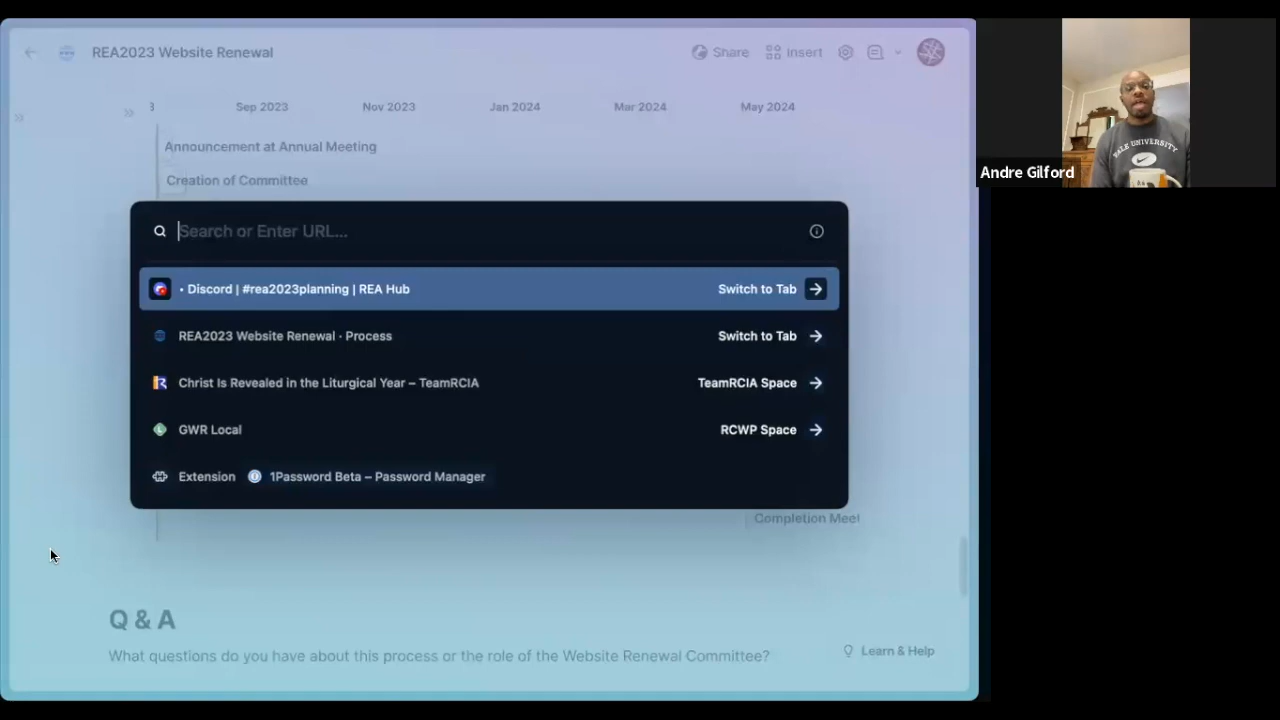 REA2023 Website Renewal
Share
Insert
Sep 2023
Nov 2023
Jan 2024
Mar 2024
May 2024
Announcement at Annual Meeting
Creation of Committee
Search or Enter URL...
• Discord | #rea2023planning | REA Hub
Switch to Tab
REA2023 Website Renewal · Process
Switch to Tab
Christ Is Revealed in the Liturgical Year – TeamRCIA
TeamRCIA Space
GWR Local
RCWP Space
Extension
1Password Beta – Password Manager
Q & A
What questions do you have about this process or the role of the Website Renewal Committee?
Learn & Help
YALE UNIVERSITY
Andre Gilford